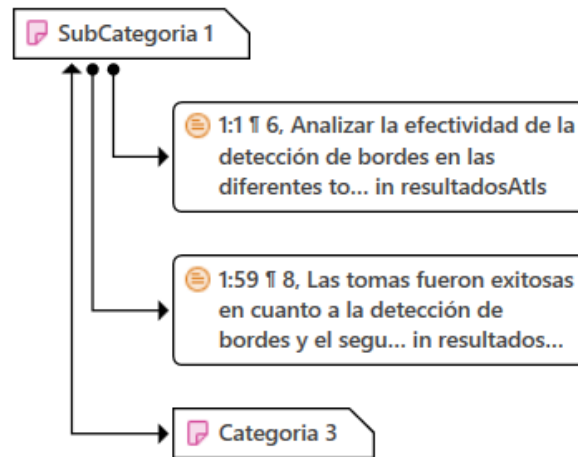 SubCategoria 1
1:1 ¶ 6, Analizar la efectividad de la
detección de bordes en las
diferentes to... in resultadosAtls
1:59 ¶ 8, Las tomas fueron exitosas
en cuanto a la detección de
bordes y el segu... in resultados...
Categoria 3